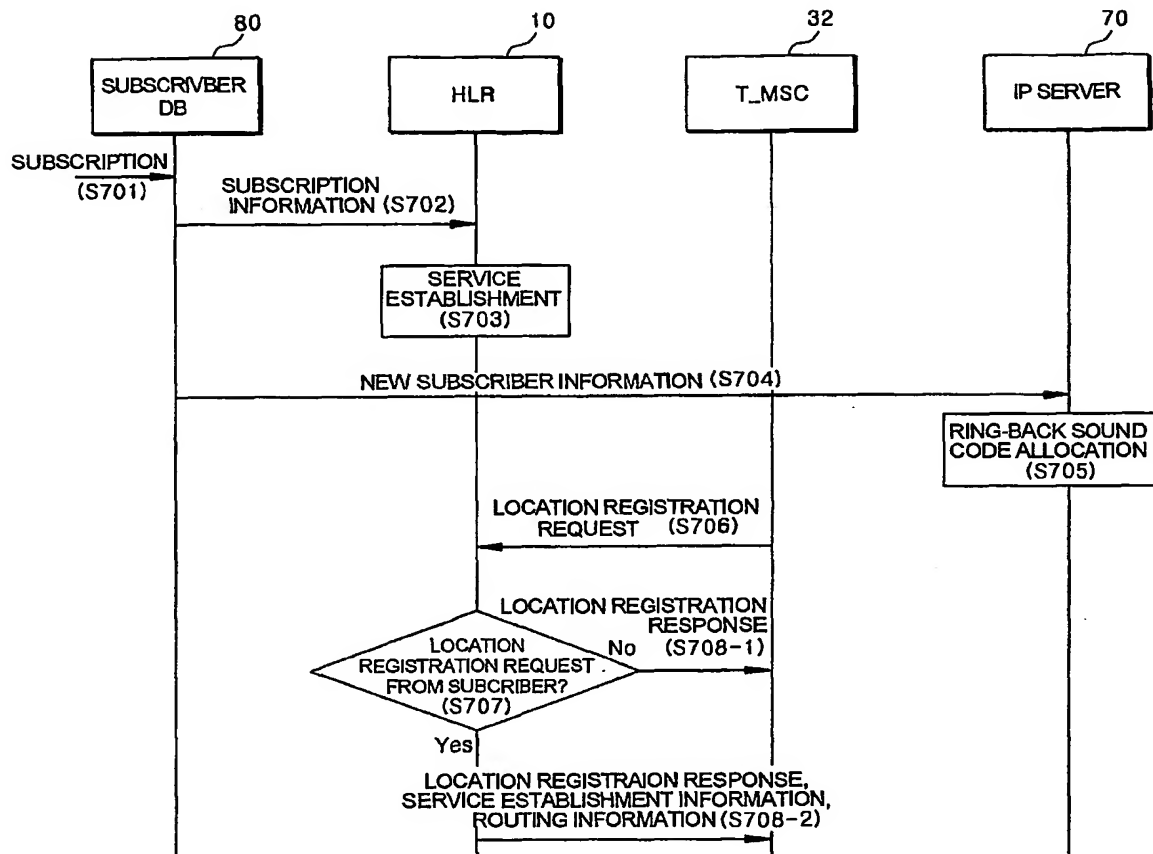 80
10
32
70
SUBSCRIVBER
DB
HLR
T_MSC
IP SERVER
SUBSCRIPTION
(S701)
SUBSCRIPTION
INFORMATION (S702)
SERVICE
ESTABLISHMENT
(S703)
NEW SUBSCRIBER INFORMATION (S704)
RING-BACK SOUND
CODE ALLOCATION
(S705)
LOCATION REGISTRATION
REQUEST (S706)
LOCATION REGISTRATION
RESPONSE
No (S708-1)
LOCATION
REGISTRATION REQUEST
FROM SUBCRIBER?
(S707)
Yes
LOCATION REGISTRAION RESPONSE,
SERVICE ESTABLISHMENT INFORMATION,
ROUTING INFORMATION (S708-2)